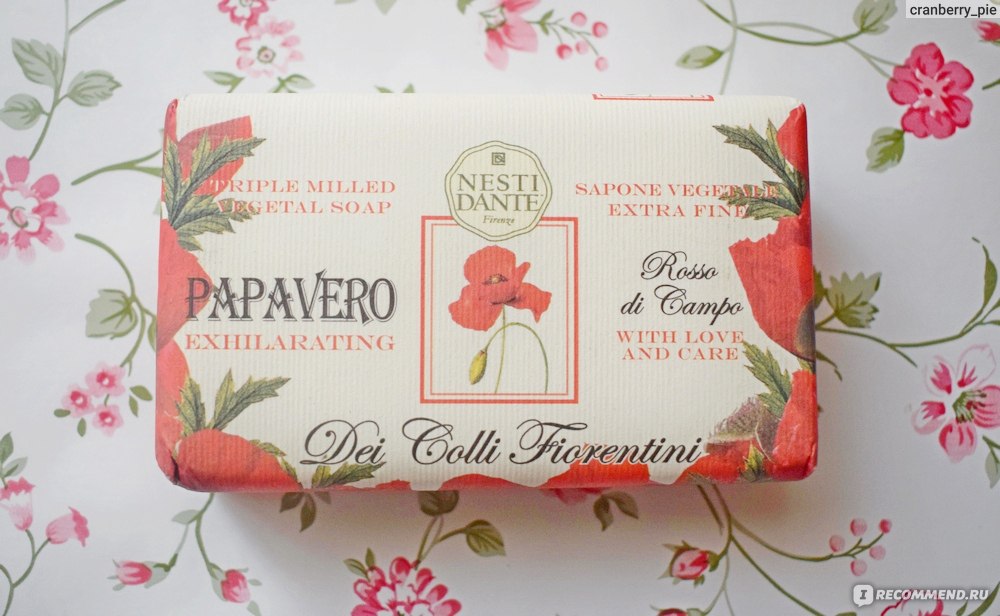 cranberry_pie
TRIPLE MILLED
VEGETAL SOAP
NESTI
DANTE
Firenze
SAPONE VEGETALE
EXTRA FINE
PAPAVERO
EXHILARATING
Rosso
di Campo
WITH LOVE
AND CARE
Dei Colli Fiorentini
IRECOMMEND.RU